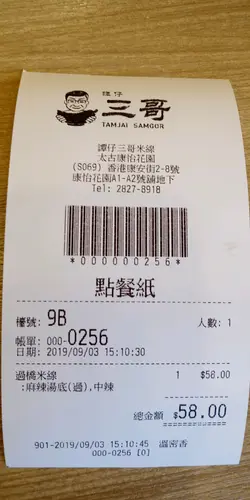 譚仔
三哥
TAMJAI SAMGOR
譚仔三哥米線
太古康怡花園
(S069) 香港康安街2-8號
康怡花園A1-A2號舖地下
Tel: 2827-8918
*000000256*
點餐紙
檯號: 9B 人數: 1
帳單: 000-0256
日期: 2019/09/03 15:10:30
過橋米線 1 $58.00
:麻辣湯底(過),中辣
總金額 $58.00
901-2019/09/03 15:10:45 溫密香
000-0256 [0]